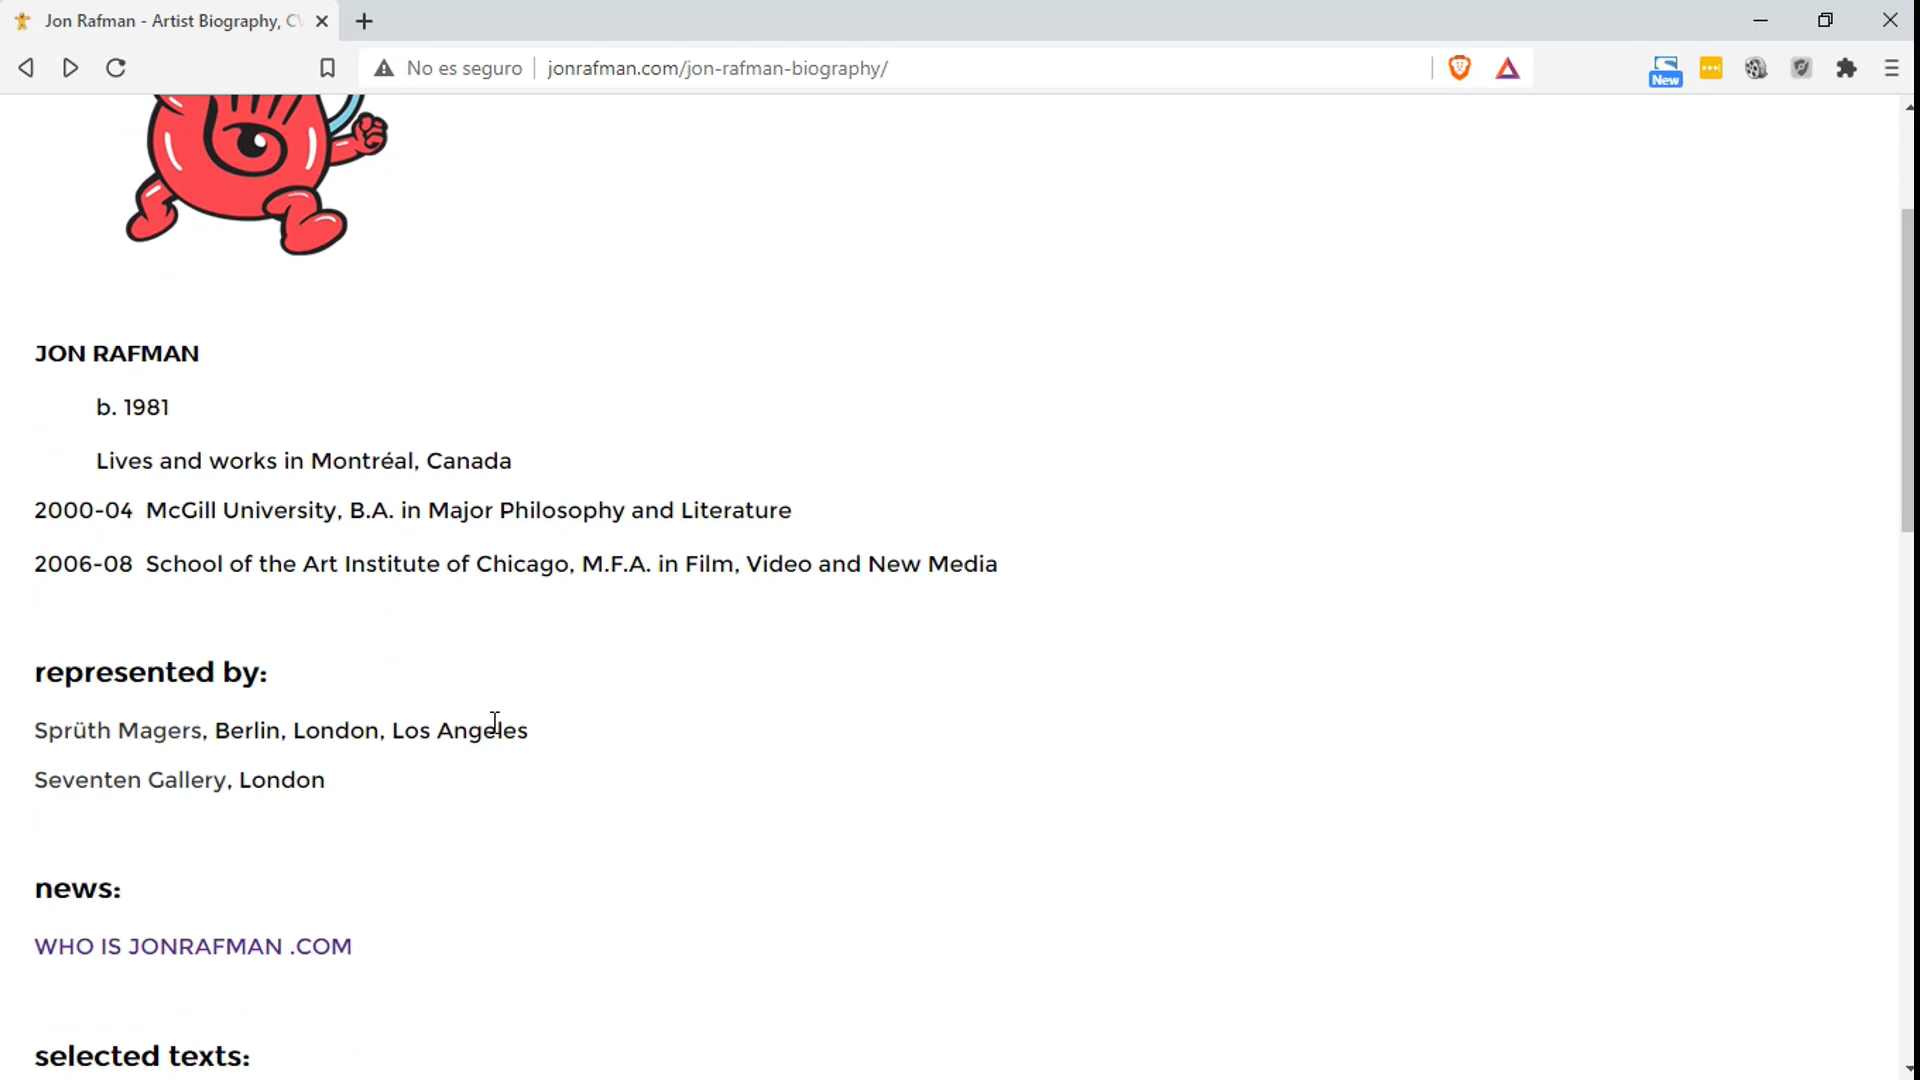 Jon Rafman - Artist Biography, C
No es seguro
jonrafman.com/jon-rafman-biography/
New
JON RAFMAN
b. 1981
Lives and works in Montréal, Canada
2000-04 McGill University, B.A. in Major Philosophy and Literature
2006-08 School of the Art Institute of Chicago, M.F.A. in Film, Video and New Media
represented by:
Sprüth Magers, Berlin, London, Los Angeles
Seventen Gallery, London
news:
WHO IS JONRAFMAN .COM
selected texts: